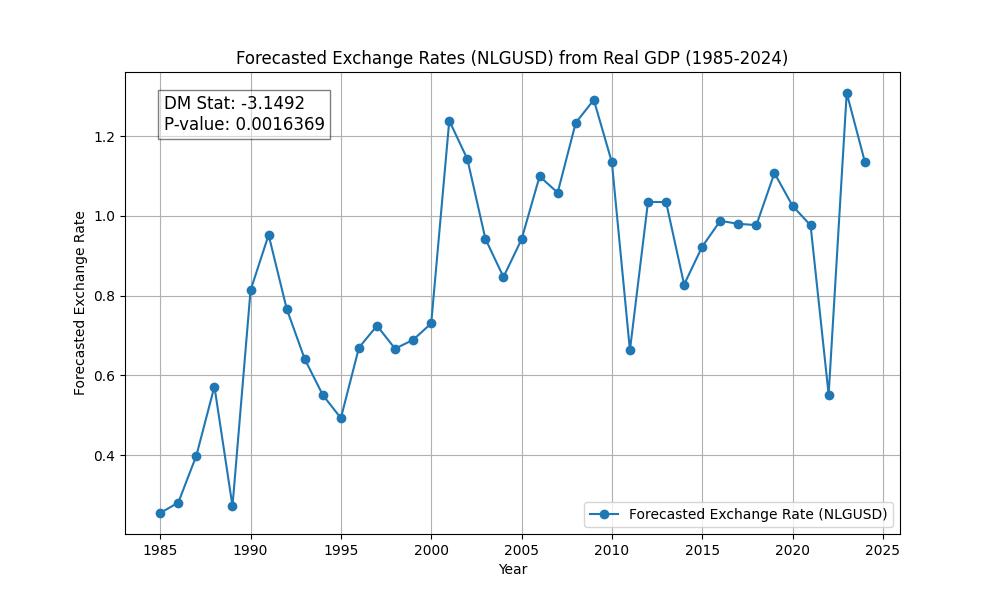 Forecasted Exchange Rates (NLGUSD) from Real GDP (1985-2024)
DM Stat: -3.1492
P-value: 0.0016369
Forecasted Exchange Rate
1.2
1.0
0.8
0.6
0.4
Forecasted Exchange Rate (NLGUSD)
1985 1990 1995 2000 2005 2010 2015 2020 2025
Year